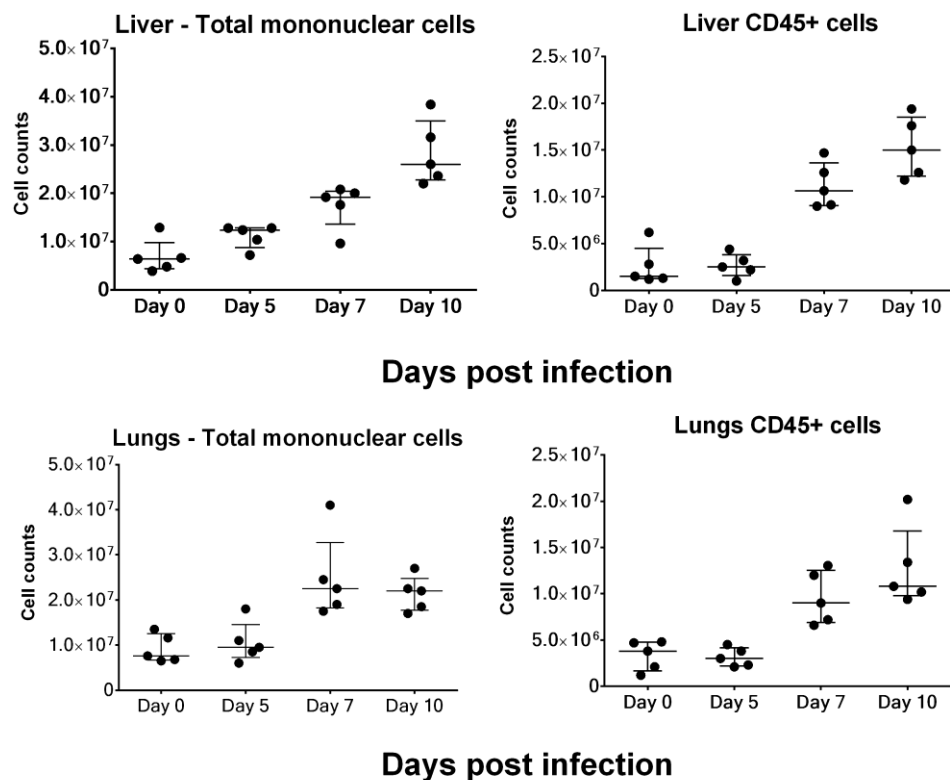 Liver - Total mononuclear cells
Cell counts
5.0×10⁷
4.0×10⁷
3.0×10⁷
2.0×10⁷
1.0×10⁷
0
Day 0 Day 5 Day 7 Day 10
Liver CD45+ cells
Cell counts
2.5×10⁷
2.0×10⁷
1.5×10⁷
1.0×10⁷
5.0×10⁶
0
Day 0 Day 5 Day 7 Day 10
Days post infection
Lungs - Total mononuclear cells
Cell counts
5.0×10⁷
4.0×10⁷
3.0×10⁷
2.0×10⁷
1.0×10⁷
0
Day 0 Day 5 Day 7 Day 10
Lungs CD45+ cells
Cell counts
2.5×10⁷
2.0×10⁷
1.5×10⁷
1.0×10⁷
5.0×10⁶
0
Day 0 Day 5 Day 7 Day 10
Days post infection